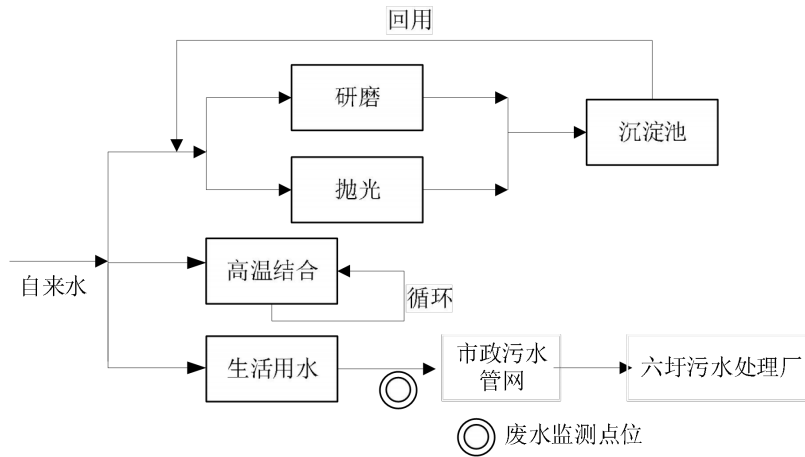 回用
研磨
沉淀池
抛光
自来水
高温结合
循环
生活用水
市政污水
管网
六圩污水处理厂
废水监测点位